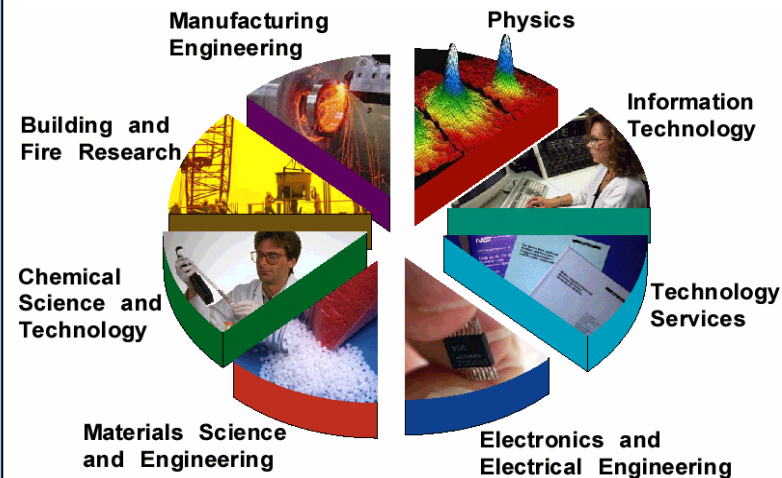 Manufacturing
Engineering
Physics
Building and
Fire Research
Information
Technology
Chemical
Science and
Technology
Technology
Services
Materials Science
and Engineering
Electronics and
Electrical Engineering